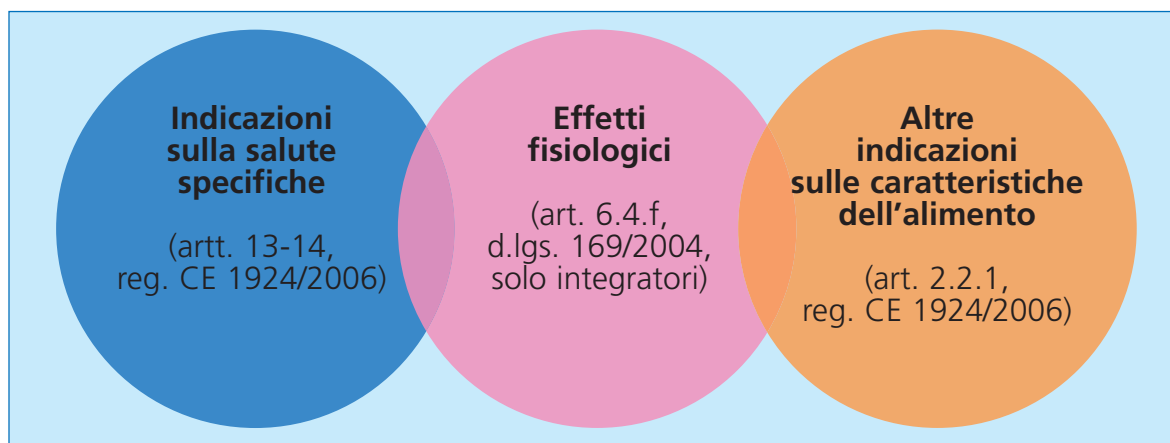 Indicazioni
sulla salute
specifiche
(artt. 13-14,
reg. CE 1924/2006)
Effetti
fisiologici
(art. 6.4.f,
d.lgs. 169/2004,
solo integratori)
Altre
indicazioni
sulle caratteristiche
dell'alimento
(art. 2.2.1,
reg. CE 1924/2006)